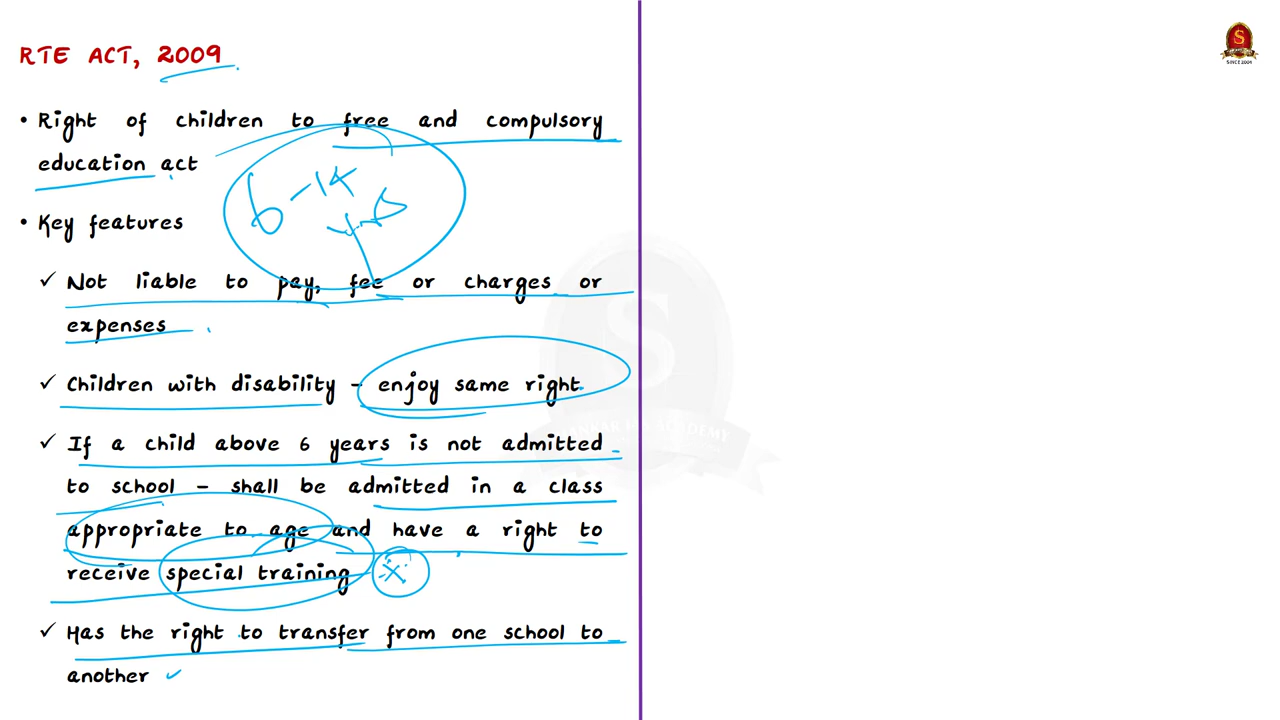 RTE ACT, 2009
• Right of children to free and compulsory
education act
6-14
yrs
• Key features
✓ Not liable to pay, fee or charges or
expenses
✓ Children with disability - enjoy same right
✓ If a child above 6 years is not admitted
to school - shall be admitted in a class
appropriate to age and have a right to
receive special training
✓ Has the right to transfer from one school to
another
S
SINCE 2004